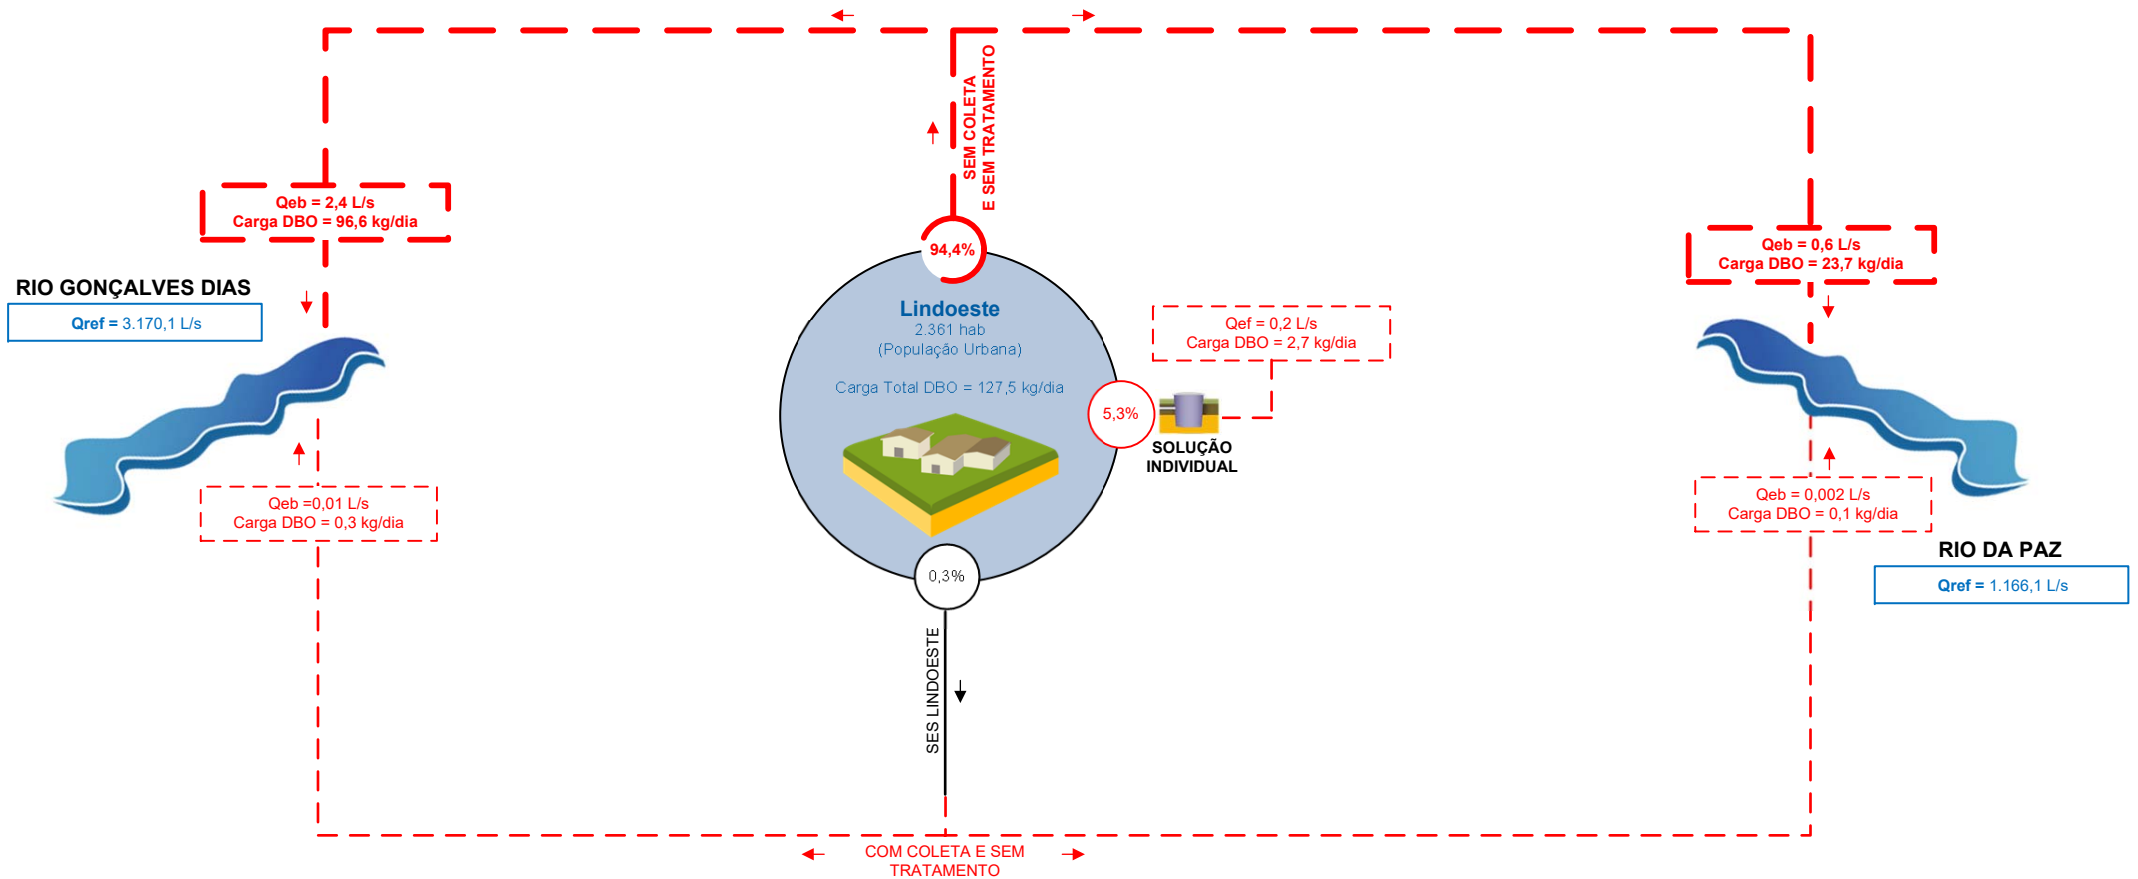 SEM COLETA
E SEM TRATAMENTO
Qeb = 2,4 L/s
Carga DBO = 96,6 kg/dia
RIO GONÇALVES DIAS
Qref = 3.170,1 L/s
Qeb =0,01 L/s
Carga DBO = 0,3 kg/dia
94,4%
Lindoeste
2.361 hab
(População Urbana)
Carga Total DBO = 127,5 kg/dia
5,3%
SOLUÇÃO
INDIVIDUAL
Qef = 0,2 L/s
Carga DBO = 2,7 kg/dia
0,3%
SES LINDOESTE
COM COLETA E SEM
TRATAMENTO
Qeb = 0,6 L/s
Carga DBO = 23,7 kg/dia
Qeb = 0,002 L/s
Carga DBO = 0,1 kg/dia
RIO DA PAZ
Qref = 1.166,1 L/s